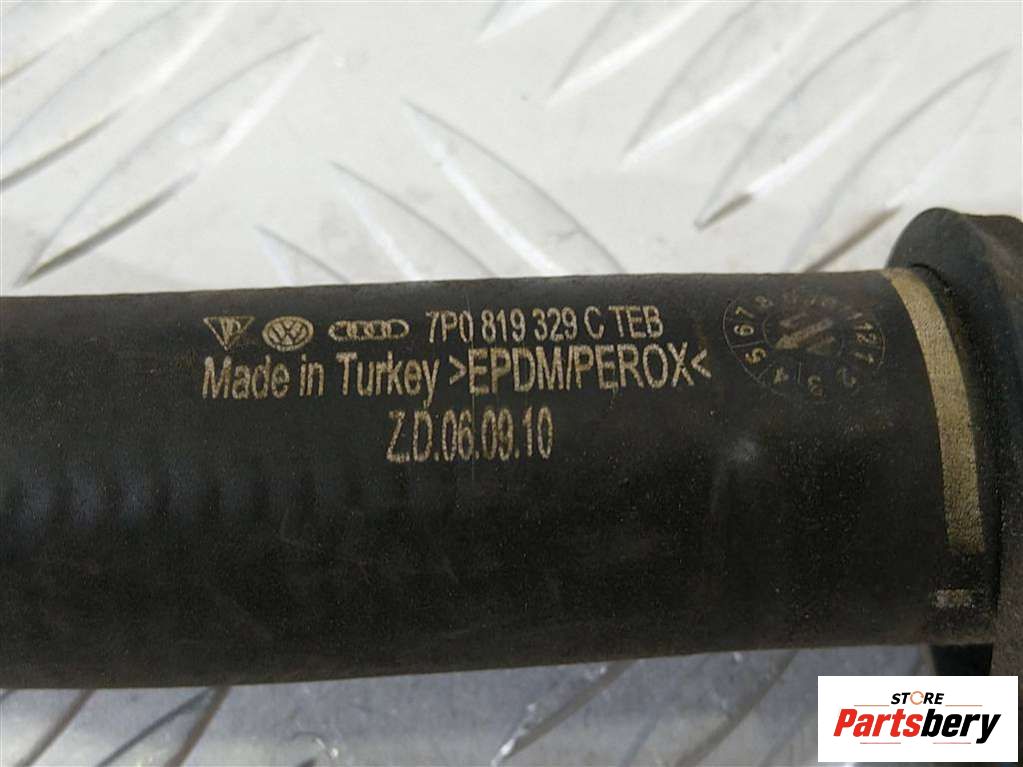 7P0 819 329 C TEB
Made in Turkey >EPDM/PEROX<
Z.D.06.09.10
STORE
Partsbery